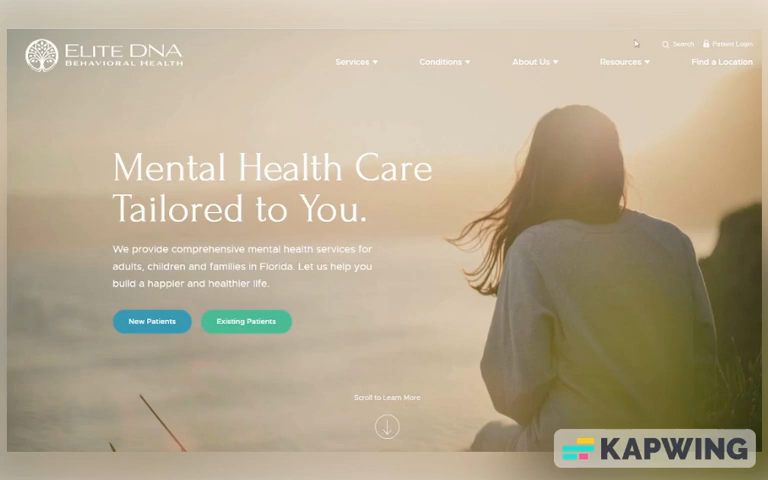 ELITE DNA
BEHAVIORAL HEALTH
Search
Patient Login
Services
Conditions
About Us
Resources
Find a Location
Mental Health Care
Tailored to You.
We provide comprehensive mental health services for
adults, children and families in Florida. Let us help you
build a happier and healthier life.
New Patients
Existing Patients
Scroll to Learn More
KAPWING